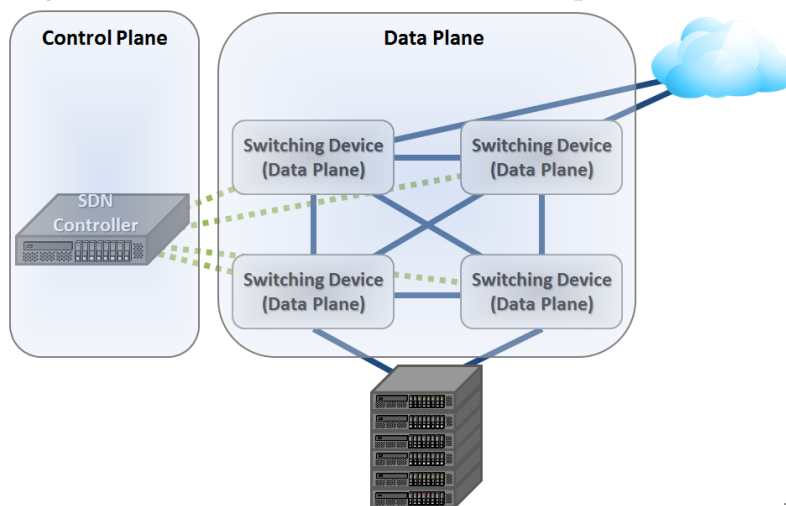 Control Plane
Data Plane
Switching Device
(Data Plane)
Switching Device
(Data Plane)
SDN
Controller
Switching Device
(Data Plane)
Switching Device
(Data Plane)